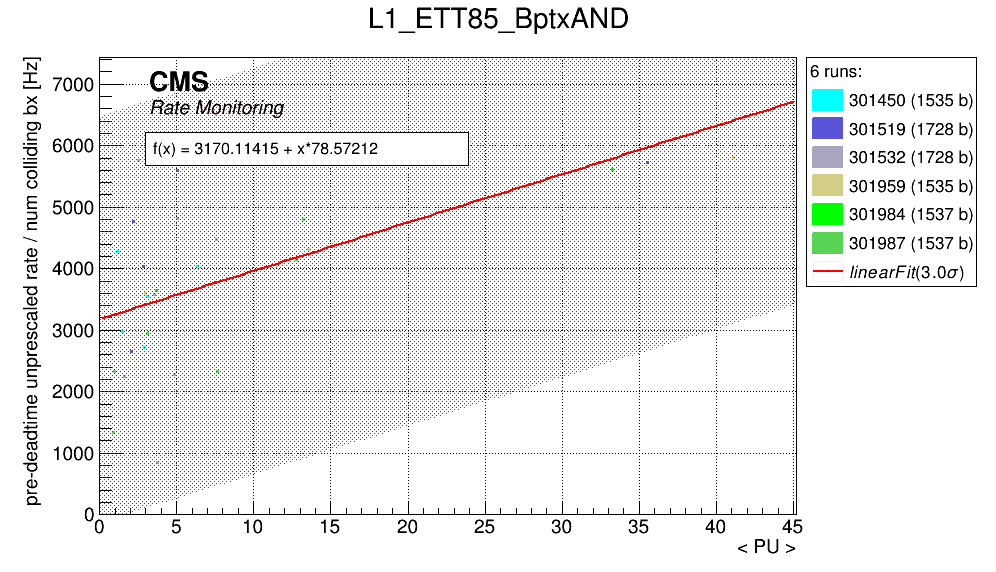 L1_ETT85_BptxAND
pre-deadtime unprescaled rate / num colliding bx [Hz]
7000
6000
5000
4000
3000
2000
1000
0
CMS
Rate Monitoring
f(x) = 3170.11415 + x*78.57212
0 5 10 15 20 25 30 35 40 45
< PU >
6 runs:
301450 (1535 b)
301519 (1728 b)
301532 (1728 b)
301959 (1535 b)
301984 (1537 b)
301987 (1537 b)
linearFit(3.0σ)